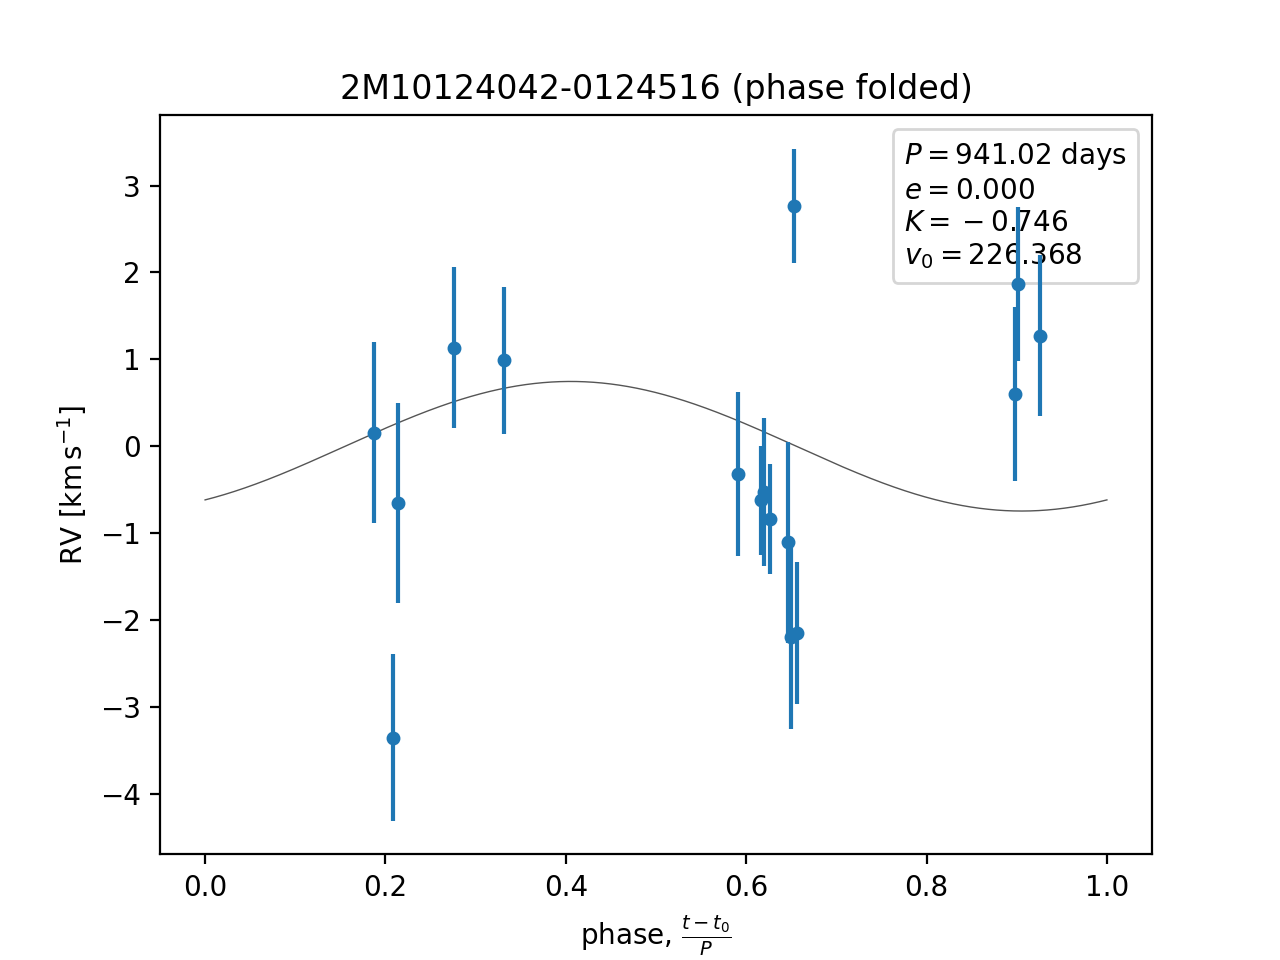 2M10124042-0124516 (phase folded)
P = 941.02 days
e = 0.000
K = −0.746
v₀ = 226.368
3
2
1
0
−1
−2
−3
−4
RV [km s⁻¹]
0.0 0.2 0.4 0.6 0.8 1.0
phase, (t − t₀)/P